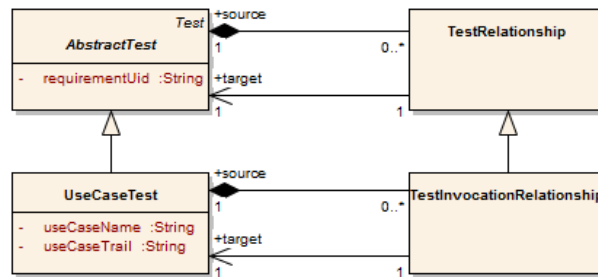 Test
AbstractTest
- requirementUid :String
+source
1
0..*
+target
1
1
TestRelationship
UseCaseTest
- useCaseName :String
- useCaseTrail :String
+source
1
0..*
+target
1
1
TestInvocationRelationship